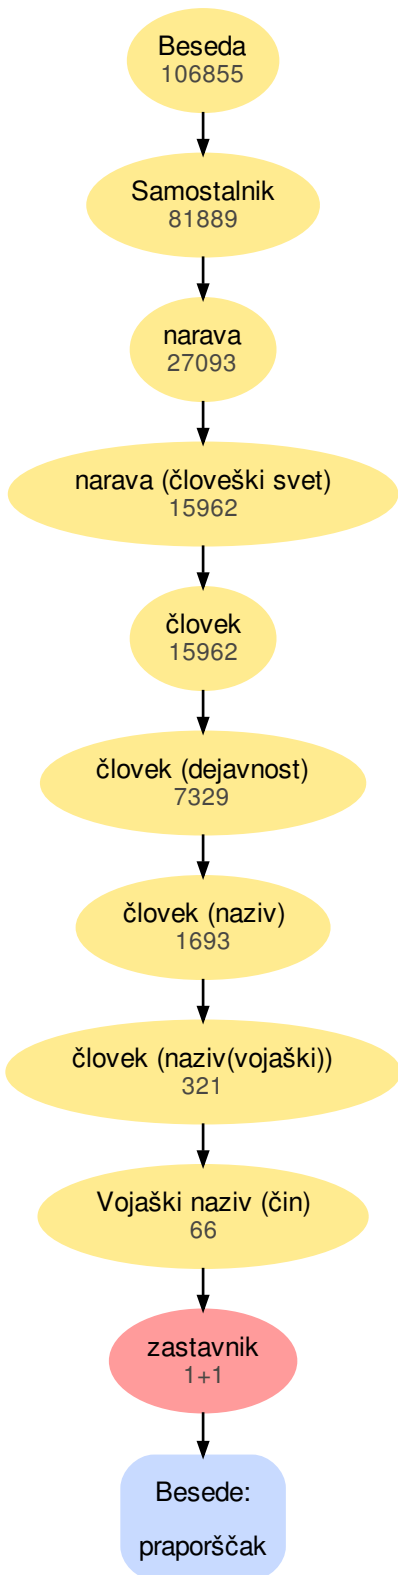 Beseda
106855
Samostalnik
81889
narava
27093
narava (človeški svet)
15962
človek
15962
človek (dejavnost)
7329
človek (naziv)
1693
človek (naziv(vojaški))
321
Vojaški naziv (čin)
66
zastavnik
1+1
Besede:
praporščak